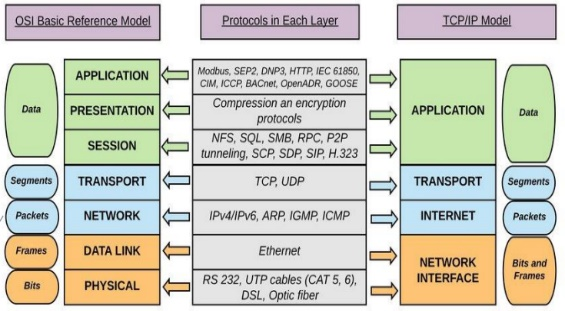 OSI Basic Reference Model
Protocols in Each Layer
TCP/IP Model
Data
APPLICATION
Modbus, SEP2, DNP3, HTTP, IEC 61850,
CIM, ICCP, BACnet, OpenADR, GOOSE
APPLICATION
Data
PRESENTATION
Compression an encryption
protocols
SESSION
NFS, SQL, SMB, RPC, P2P
tunneling, SCP, SDP, SIP, H.323
Segments
TRANSPORT
TCP, UDP
TRANSPORT
Segments
Packets
NETWORK
IPv4/IPv6, ARP, IGMP, ICMP
INTERNET
Packets
Frames
DATA LINK
Ethernet
NETWORK
INTERFACE
Bits and
Frames
Bits
PHYSICAL
RS 232, UTP cables (CAT 5, 6),
DSL, Optic fiber